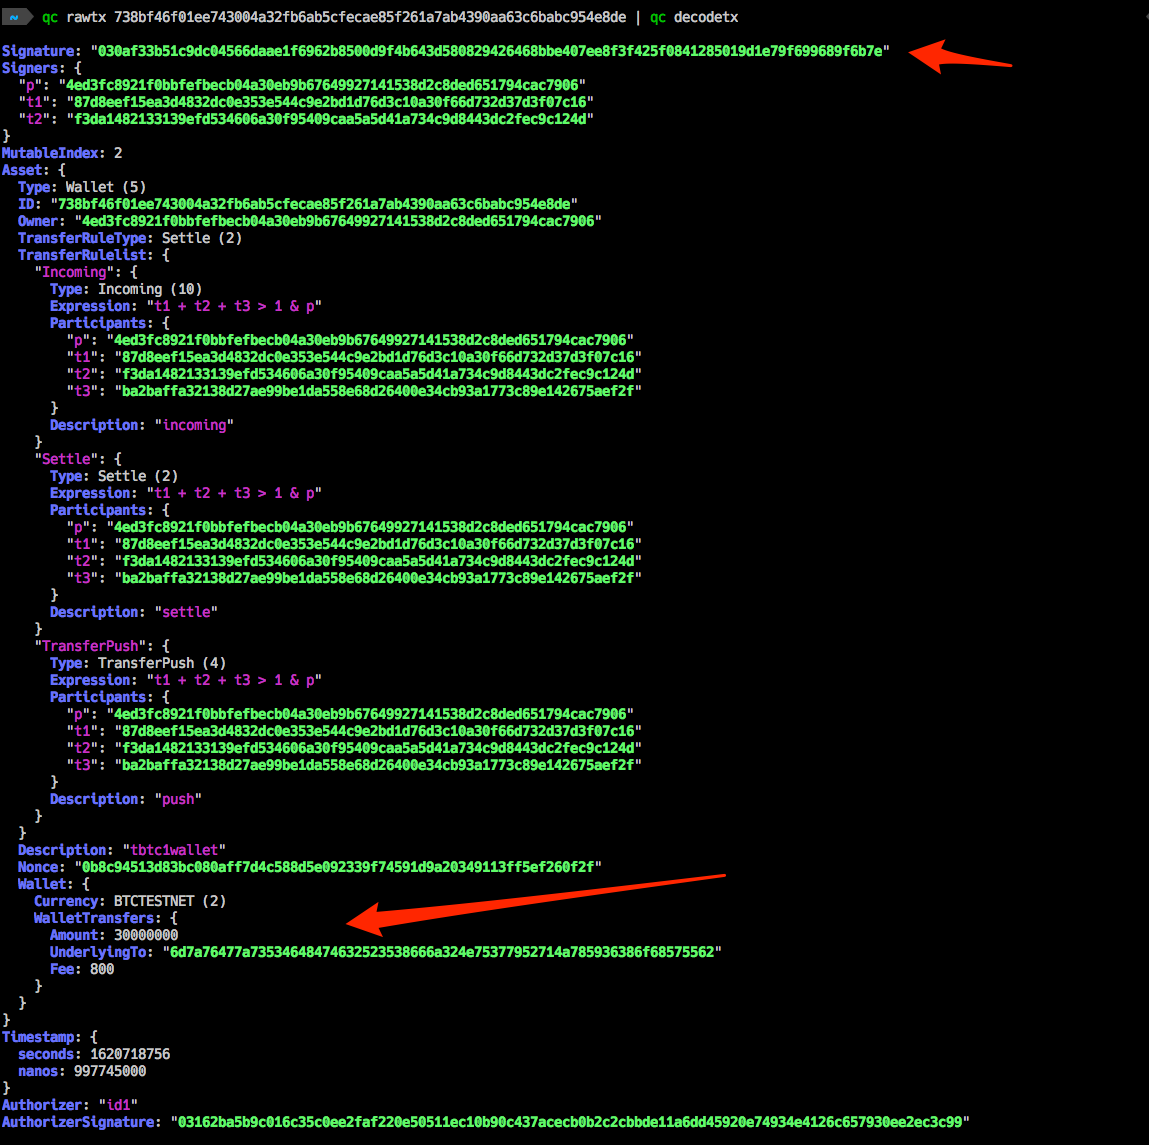 ~ qc rawtx 738bf46f01ee743004a32fb6ab5cfecae85f261a7ab4390aa63c6babc954e8de | qc decodetx
Signature: "030af33b51c9dc04566daae1f6962b8500d9f4b643d580829426468bbe407ee8f3f425f0841285019d1e79f699689f6b7e"
Signers: {
"p": "4ed3fc8921f0bbfefbecb04a30eb9b67649927141538d2c8ded651794cac7906"
"t1": "87d8eef15ea3d4832dc0e353e544c9e2bd1d76d3c10a30f66d732d37d3f07c16"
"t2": "f3da1482133139efd534606a30f95409caa5a5d41a734c9d8443dc2fec9c124d"
}
MutableIndex: 2
Asset: {
Type: Wallet (5)
ID: "738bf46f01ee743004a32fb6ab5cfecae85f261a7ab4390aa63c6babc954e8de"
Owner: "4ed3fc8921f0bbfefbecb04a30eb9b67649927141538d2c8ded651794cac7906"
TransferRuleType: Settle (2)
TransferRulelist: {
"Incoming": {
Type: Incoming (10)
Expression: "t1 + t2 + t3 > 1 & p"
Participants: {
"p": "4ed3fc8921f0bbfefbecb04a30eb9b67649927141538d2c8ded651794cac7906"
"t1": "87d8eef15ea3d4832dc0e353e544c9e2bd1d76d3c10a30f66d732d37d3f07c16"
"t2": "f3da1482133139efd534606a30f95409caa5a5d41a734c9d8443dc2fec9c124d"
"t3": "ba2baffa32138d27ae99be1da558e68d26400e34cb93a1773c89e142675aef2f"
}
Description: "incoming"
}
"Settle": {
Type: Settle (2)
Expression: "t1 + t2 + t3 > 1 & p"
Participants: {
"p": "4ed3fc8921f0bbfefbecb04a30eb9b67649927141538d2c8ded651794cac7906"
"t1": "87d8eef15ea3d4832dc0e353e544c9e2bd1d76d3c10a30f66d732d37d3f07c16"
"t2": "f3da1482133139efd534606a30f95409caa5a5d41a734c9d8443dc2fec9c124d"
"t3": "ba2baffa32138d27ae99be1da558e68d26400e34cb93a1773c89e142675aef2f"
}
Description: "settle"
}
"TransferPush": {
Type: TransferPush (4)
Expression: "t1 + t2 + t3 > 1 & p"
Participants: {
"p": "4ed3fc8921f0bbfefbecb04a30eb9b67649927141538d2c8ded651794cac7906"
"t1": "87d8eef15ea3d4832dc0e353e544c9e2bd1d76d3c10a30f66d732d37d3f07c16"
"t2": "f3da1482133139efd534606a30f95409caa5a5d41a734c9d8443dc2fec9c124d"
"t3": "ba2baffa32138d27ae99be1da558e68d26400e34cb93a1773c89e142675aef2f"
}
Description: "push"
}
}
Description: "tbtc1wallet"
Nonce: "0b8c94513d83bc080aff7d4c588d5e092339f74591d9a20349113ff5ef260f2f"
Wallet: {
Currency: BTCTESTNET (2)
WalletTransfers: {
Amount: 30000000
UnderlyingTo: "6d7a76477a73534648474632523538666a324e75377952714a785936386f68575562"
Fee: 800
}
}
}
Timestamp: {
seconds: 1620718756
nanos: 997745000
}
Authorizer: "id1"
AuthorizerSignature: "03162ba5b9c016c35c0ee2faf220e50511ec10b90c437acecb0b2c2cbbde11a6dd45920e74934e4126c657930ee2ec3c99"